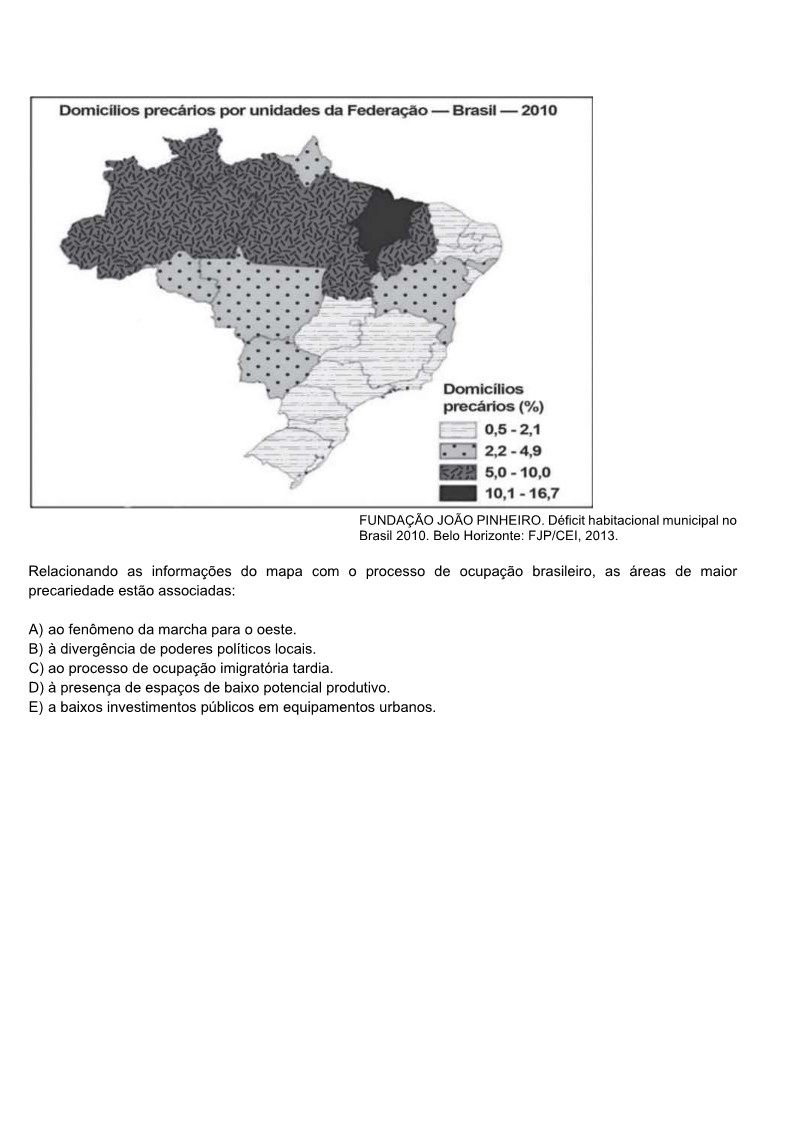 Domicílios precários por unidades da Federação — Brasil — 2010
Domicílios
precários (%)
0,5 - 2,1
2,2 - 4,9
5,0 - 10,0
10,1 - 16,7
FUNDAÇÃO JOÃO PINHEIRO. Déficit habitacional municipal no
Brasil 2010. Belo Horizonte: FJP/CEI, 2013.
Relacionando as informações do mapa com o processo de ocupação brasileiro, as áreas de maior
precariedade estão associadas:
A) ao fenômeno da marcha para o oeste.
B) à divergência de poderes políticos locais.
C) ao processo de ocupação imigratória tardia.
D) à presença de espaços de baixo potencial produtivo.
E) a baixos investimentos públicos em equipamentos urbanos.